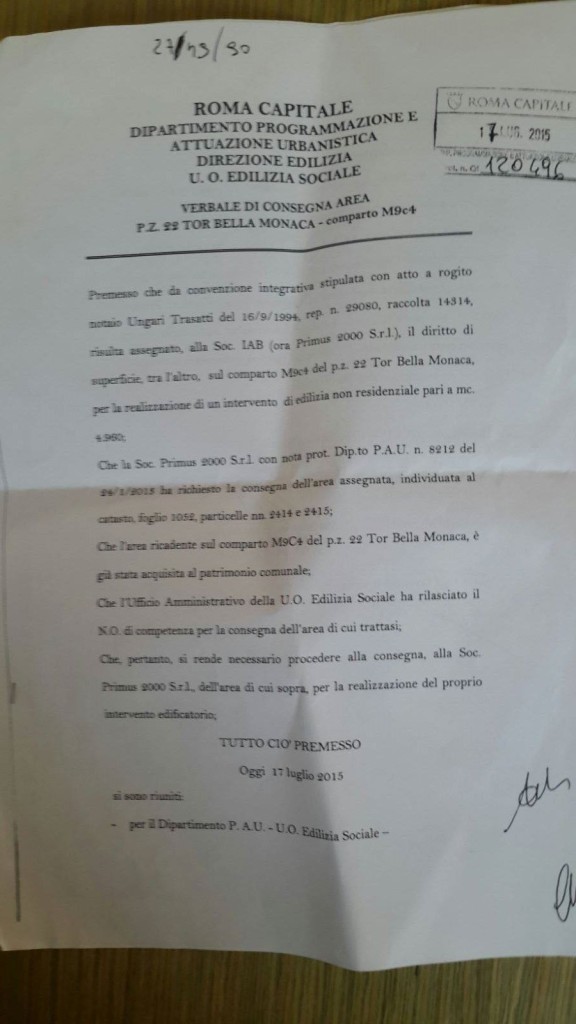 27/13/90
ROMA CAPITALE
DIPARTIMENTO PROGRAMMAZIONE E
ATTUAZIONE URBANISTICA
DIREZIONE EDILIZIA
U. O. EDILIZIA SOCIALE
ROMA CAPITALE
17 LUG. 2015
120496
VERBALE DI CONSEGNA AREA
P.Z. 22 TOR BELLA MONACA - comparto M9c4
Premesso che da convenzione integrativa stipulata con atto a rogito
notaio Ungari Trasatti del 16/9/1994, rep. n. 29080, raccolta 14314,
risulta assegnato, alla Soc. IAB (ora Primus 2000 S.r.l.), il diritto di
superficie, tra l'altro, sul comparto M9c4 del p.z. 22 Tor Bella Monaca,
per la realizzazione di un intervento di edilizia non residenziale pari a mc.
4.960;
Che la Soc. Primus 2000 S.r.l. con nota prot. Dip.to P.A.U. n. 8212 del
24/1/2015 ha richiesto la consegna dell'area assegnata, individuata al
catasto, foglio 1052, particelle nn. 2414 e 2415;
Che l'area ricadente sul comparto M9C4 del p.z. 22 Tor Bella Monaca, è
già stata acquisita al patrimonio comunale;
Che l'Ufficio Amministrativo della U.O. Edilizia Sociale ha rilasciato il
N.O. di competenza per la consegna dell'area di cui trattasi;
Che, pertanto, si rende necessario procedere alla consegna, alla Soc.
Primus 2000 S.r.l., dell'area di cui sopra, per la realizzazione del proprio
intervento edificatorio;
TUTTO CIO' PREMESSO
Oggi 17 luglio 2015
si sono riuniti:
- per il Dipartimento P. A.U. - U.O. Edilizia Sociale –